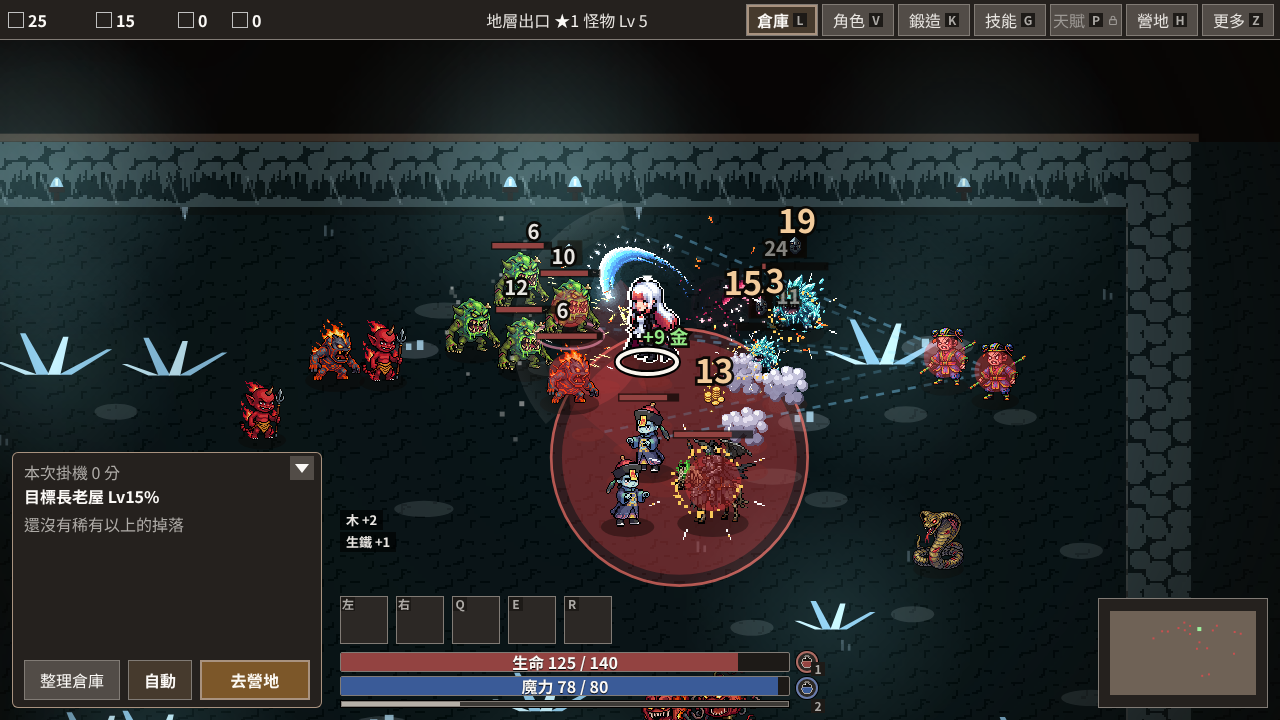 25
15
0
0
地層出口 ★1 怪物 Lv 5
倉庫 L
角色 V
鍛造 K
技能 G
天賦 P
營地 H
更多 Z
6
10
12
6
19
24
15
3
11
+9 金
13
本次掛機 0 分
目標長老屋 Lv15%
還沒有稀有以上的掉落
木 +2
生鐵 +1
整理倉庫
自動
去營地
左
右
Q
E
R
生命 125 / 140
1
魔力 78 / 80
2